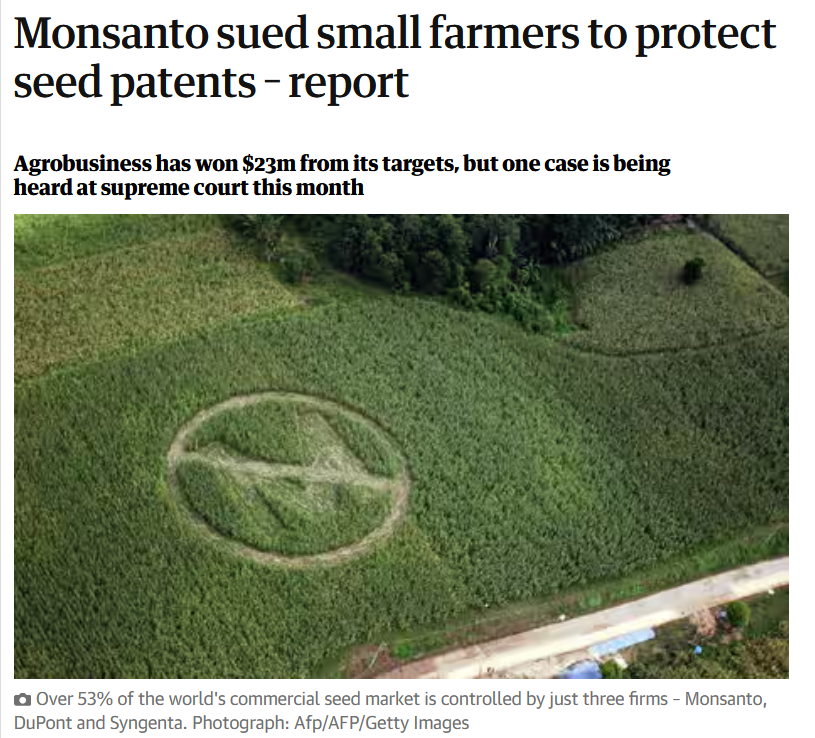 Monsanto sued small farmers to protect
seed patents – report
Agrobusiness has won $23m from its targets, but one case is being
heard at supreme court this month
Over 53% of the world's commercial seed market is controlled by just three firms – Monsanto,
DuPont and Syngenta. Photograph: Afp/AFP/Getty Images